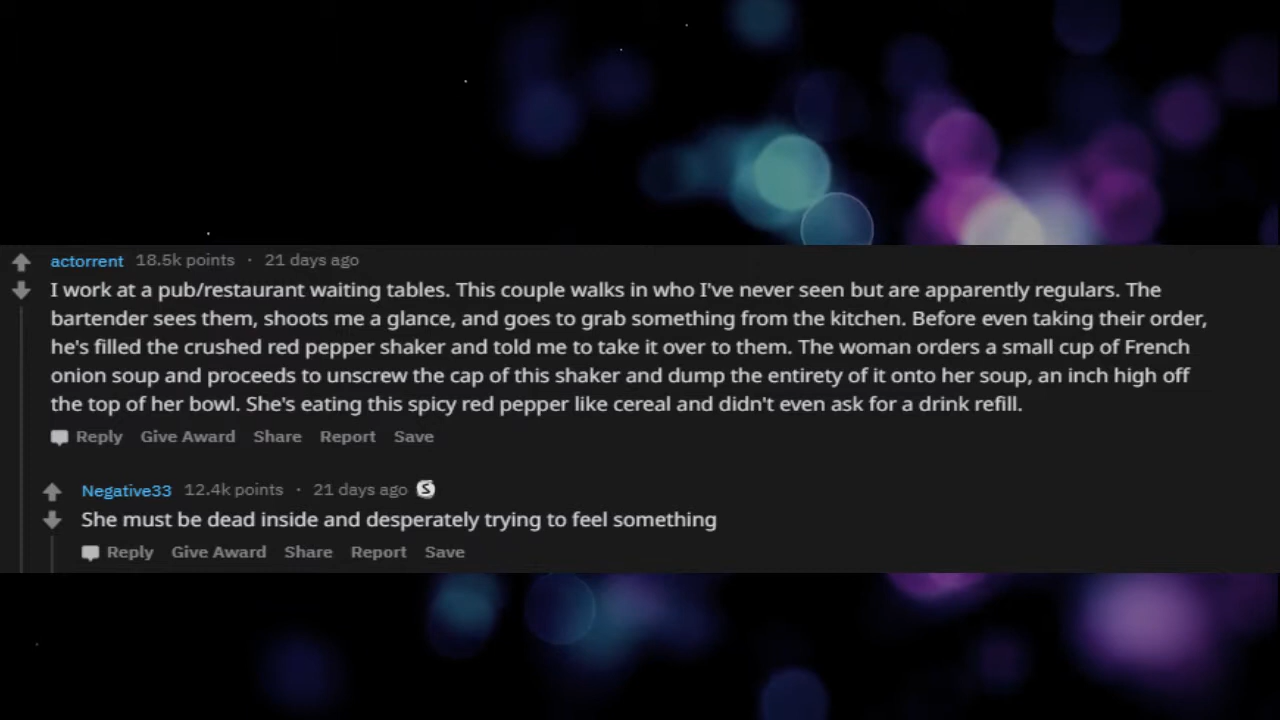 actorrent 18.5k points · 21 days ago
I work at a pub/restaurant waiting tables. This couple walks in who I've never seen but are apparently regulars. The
bartender sees them, shoots me a glance, and goes to grab something from the kitchen. Before even taking their order,
he's filled the crushed red pepper shaker and told me to take it over to them. The woman orders a small cup of French
onion soup and proceeds to unscrew the cap of this shaker and dump the entirety of it onto her soup, an inch high off
the top of her bowl. She's eating this spicy red pepper like cereal and didn't even ask for a drink refill.
Reply Give Award Share Report Save
Negative33 12.4k points · 21 days ago S
She must be dead inside and desperately trying to feel something
Reply Give Award Share Report Save